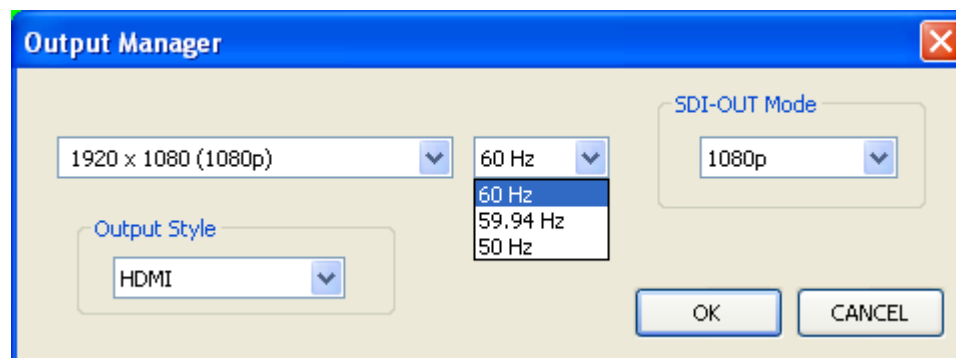 Output Manager
SDI-OUT Mode
1920 x 1080 (1080p)
60 Hz
1080p
60 Hz
59.94 Hz
50 Hz
Output Style
HDMI
OK
CANCEL